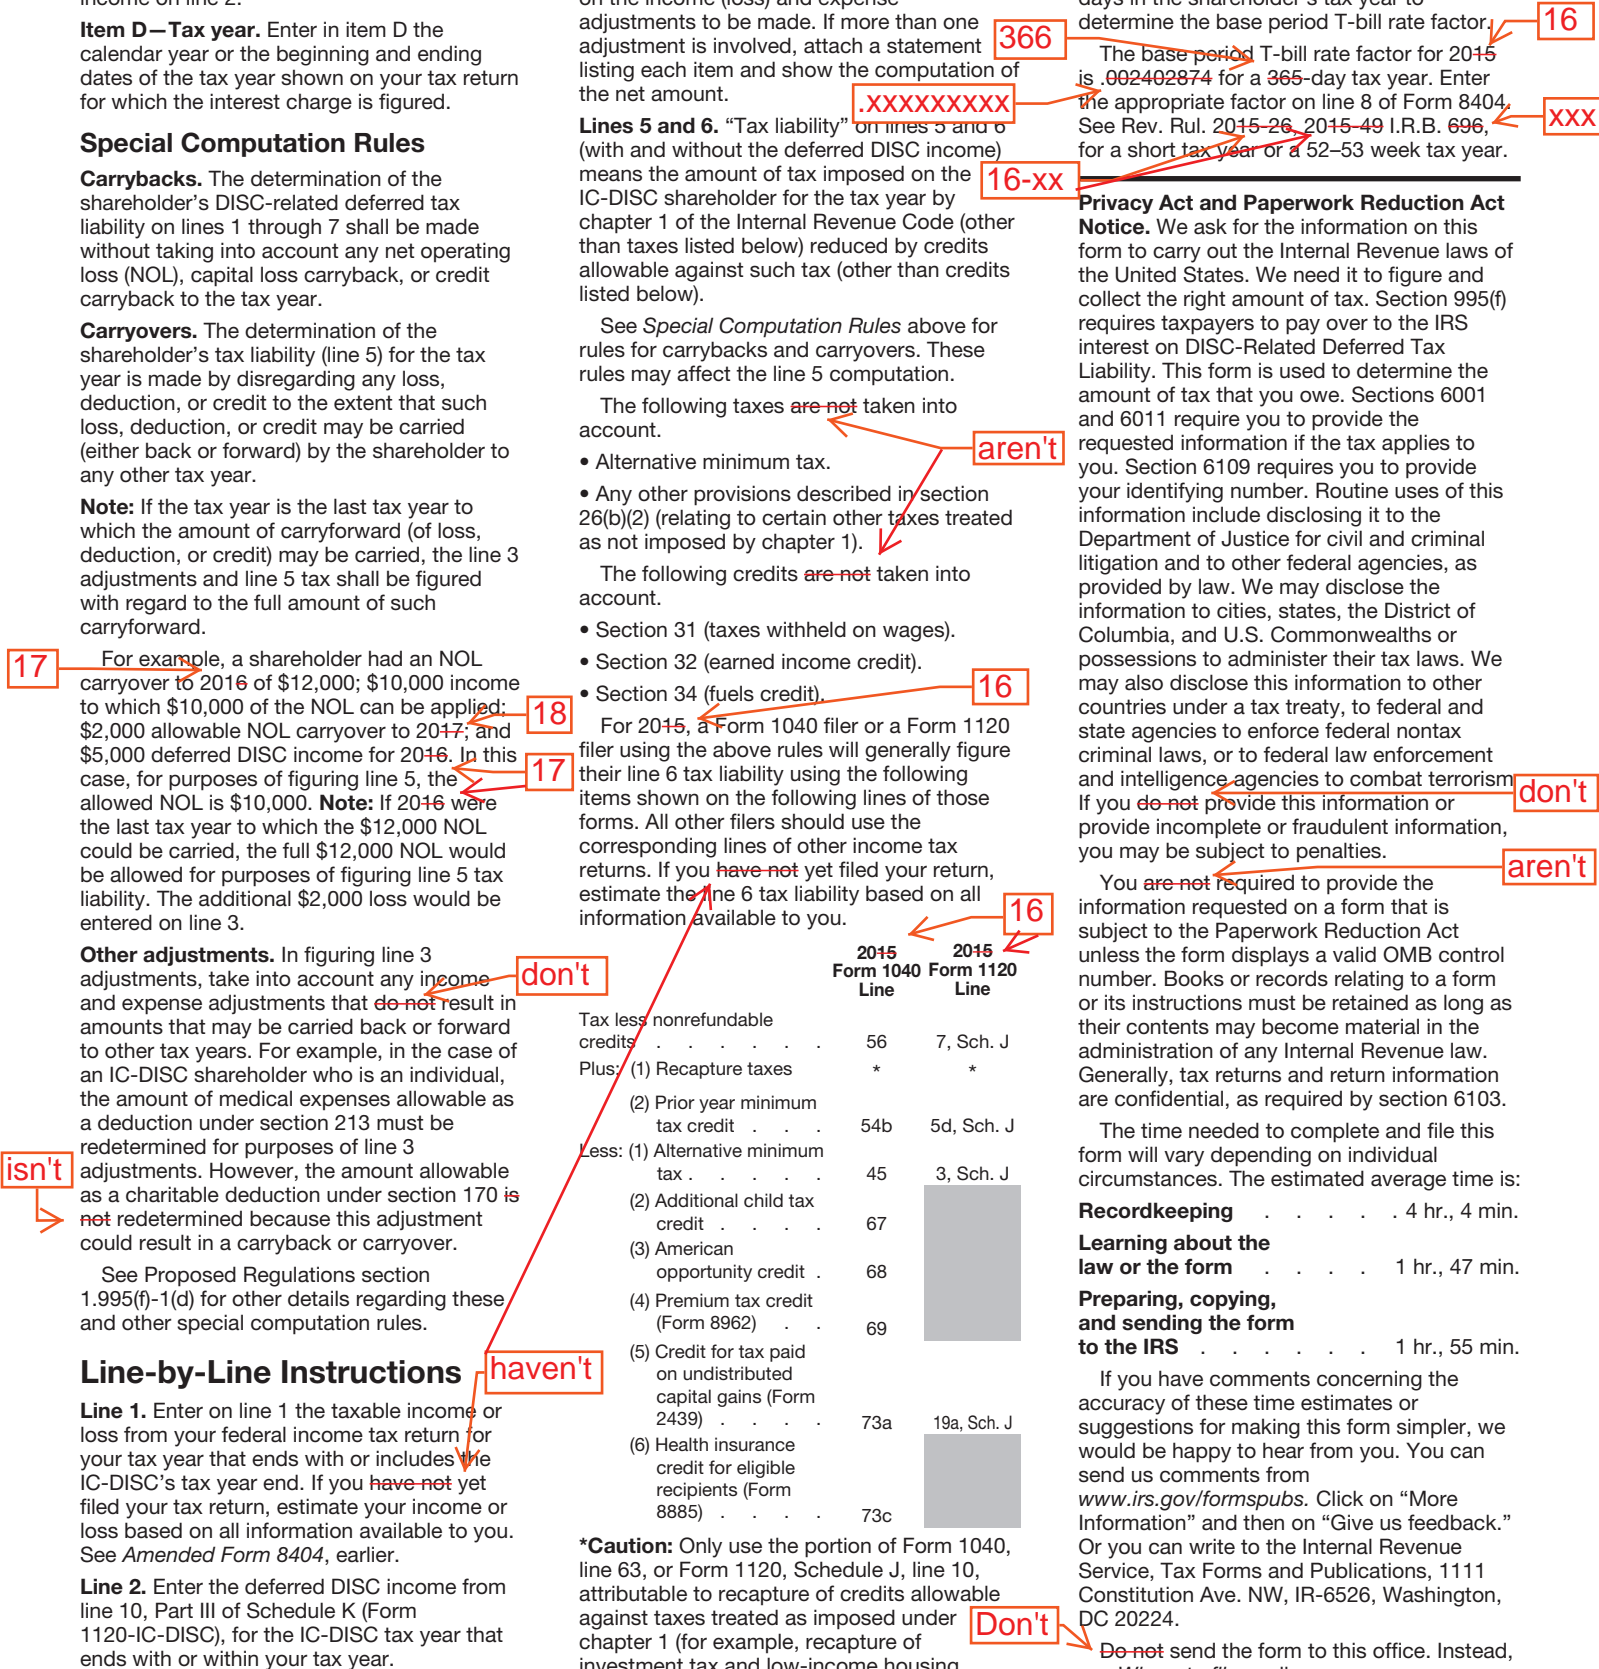 income on line 2.
Item D—Tax year. Enter in item D the
calendar year or the beginning and ending
dates of the tax year shown on your tax return
for which the interest charge is figured.
Special Computation Rules
Carrybacks. The determination of the
shareholder's DISC-related deferred tax
liability on lines 1 through 7 shall be made
without taking into account any net operating
loss (NOL), capital loss carryback, or credit
carryback to the tax year.
Carryovers. The determination of the
shareholder's tax liability (line 5) for the tax
year is made by disregarding any loss,
deduction, or credit to the extent that such
loss, deduction, or credit may be carried
(either back or forward) by the shareholder to
any other tax year.
Note: If the tax year is the last tax year to
which the amount of carryforward (of loss,
deduction, or credit) may be carried, the line 3
adjustments and line 5 tax shall be figured
with regard to the full amount of such
carryforward.
17
For example, a shareholder had an NOL
carryover to 2016 of $12,000; $10,000 income
to which $10,000 of the NOL can be applied;
18
$2,000 allowable NOL carryover to 2017; and
$5,000 deferred DISC income for 2016. In this
17
case, for purposes of figuring line 5, the
allowed NOL is $10,000. Note: If 2016 were
the last tax year to which the $12,000 NOL
could be carried, the full $12,000 NOL would
be allowed for purposes of figuring line 5 tax
liability. The additional $2,000 loss would be
entered on line 3.
Other adjustments. In figuring line 3
adjustments, take into account any income
don't
and expense adjustments that do not result in
amounts that may be carried back or forward
to other tax years. For example, in the case of
an IC-DISC shareholder who is an individual,
the amount of medical expenses allowable as
a deduction under section 213 must be
redetermined for purposes of line 3
isn't
adjustments. However, the amount allowable
as a charitable deduction under section 170 is
not redetermined because this adjustment
could result in a carryback or carryover.
See Proposed Regulations section
1.995(f)-1(d) for other details regarding these
and other special computation rules.
Line-by-Line Instructions
haven't
Line 1. Enter on line 1 the taxable income or
loss from your federal income tax return for
your tax year that ends with or includes the
IC-DISC's tax year end. If you have not yet
filed your tax return, estimate your income or
loss based on all information available to you.
See Amended Form 8404, earlier.
Line 2. Enter the deferred DISC income from
line 10, Part III of Schedule K (Form
1120-IC-DISC), for the IC-DISC tax year that
ends with or within your tax year.
on the income (loss) and expense
adjustments to be made. If more than one
adjustment is involved, attach a statement
listing each item and show the computation of
the net amount.
Lines 5 and 6. “Tax liability” on lines 5 and 6
(with and without the deferred DISC income)
means the amount of tax imposed on the
IC-DISC shareholder for the tax year by
chapter 1 of the Internal Revenue Code (other
than taxes listed below) reduced by credits
allowable against such tax (other than credits
listed below).
See Special Computation Rules above for
rules for carrybacks and carryovers. These
rules may affect the line 5 computation.
The following taxes are not taken into
account.
aren't
• Alternative minimum tax.
• Any other provisions described in section
26(b)(2) (relating to certain other taxes treated
as not imposed by chapter 1).
The following credits are not taken into
account.
• Section 31 (taxes withheld on wages).
• Section 32 (earned income credit).
• Section 34 (fuels credit).
16
For 2015, a Form 1040 filer or a Form 1120
filer using the above rules will generally figure
their line 6 tax liability using the following
items shown on the following lines of those
forms. All other filers should use the
corresponding lines of other income tax
returns. If you have not yet filed your return,
estimate the line 6 tax liability based on all
information available to you.
16
2015 2015
Form 1040 Form 1120
Line Line
Tax less nonrefundable
credits . . . . . . 56 7, Sch. J
Plus: (1) Recapture taxes * *
(2) Prior year minimum
tax credit . . . 54b 5d, Sch. J
Less: (1) Alternative minimum
tax . . . . . 45 3, Sch. J
(2) Additional child tax
credit . . . . 67
(3) American
opportunity credit . 68
(4) Premium tax credit
(Form 8962) . . 69
(5) Credit for tax paid
on undistributed
capital gains (Form
2439) . . . . 73a 19a, Sch. J
(6) Health insurance
credit for eligible
recipients (Form
8885) . . . . 73c
*Caution: Only use the portion of Form 1040,
line 63, or Form 1120, Schedule J, line 10,
attributable to recapture of credits allowable
against taxes treated as imposed under
chapter 1 (for example, recapture of
investment tax and low-income housing
days in the shareholder's tax year to
determine the base period T-bill rate factor.
16
366
The base period T-bill rate factor for 2015
is .002402874 for a 365-day tax year. Enter
.xxxxxxxxx
the appropriate factor on line 8 of Form 8404.
xxx
See Rev. Rul. 2015-26, 2015-49 I.R.B. 696,
for a short tax year or a 52–53 week tax year.
16-xx
Privacy Act and Paperwork Reduction Act
Notice. We ask for the information on this
form to carry out the Internal Revenue laws of
the United States. We need it to figure and
collect the right amount of tax. Section 995(f)
requires taxpayers to pay over to the IRS
interest on DISC-Related Deferred Tax
Liability. This form is used to determine the
amount of tax that you owe. Sections 6001
and 6011 require you to provide the
requested information if the tax applies to
you. Section 6109 requires you to provide
your identifying number. Routine uses of this
information include disclosing it to the
Department of Justice for civil and criminal
litigation and to other federal agencies, as
provided by law. We may disclose the
information to cities, states, the District of
Columbia, and U.S. Commonwealths or
possessions to administer their tax laws. We
may also disclose this information to other
countries under a tax treaty, to federal and
state agencies to enforce federal nontax
criminal laws, or to federal law enforcement
and intelligence agencies to combat terrorism
don't
If you do not provide this information or
provide incomplete or fraudulent information,
you may be subject to penalties.
aren't
You are not required to provide the
information requested on a form that is
subject to the Paperwork Reduction Act
unless the form displays a valid OMB control
number. Books or records relating to a form
or its instructions must be retained as long as
their contents may become material in the
administration of any Internal Revenue law.
Generally, tax returns and return information
are confidential, as required by section 6103.
The time needed to complete and file this
form will vary depending on individual
circumstances. The estimated average time is:
Recordkeeping . . . . . 4 hr., 4 min.
Learning about the
law or the form . . . . 1 hr., 47 min.
Preparing, copying,
and sending the form
to the IRS . . . . . . 1 hr., 55 min.
If you have comments concerning the
accuracy of these time estimates or
suggestions for making this form simpler, we
would be happy to hear from you. You can
send us comments from
www.irs.gov/formspubs. Click on “More
Information” and then on “Give us feedback.”
Or you can write to the Internal Revenue
Service, Tax Forms and Publications, 1111
Constitution Ave. NW, IR-6526, Washington,
DC 20224.
Don't
Do not send the form to this office. Instead,